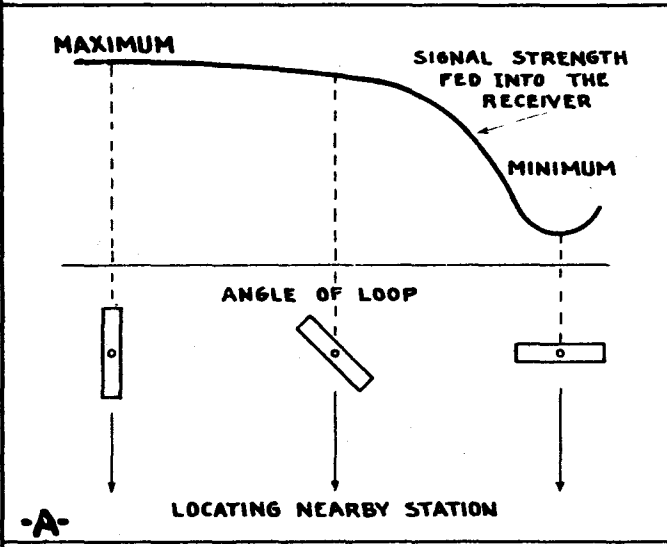 MAXIMUM
SIGNAL STRENGTH
FED INTO THE
RECEIVER
MINIMUM
ANGLE OF LOOP
LOCATING NEARBY STATION
-A-